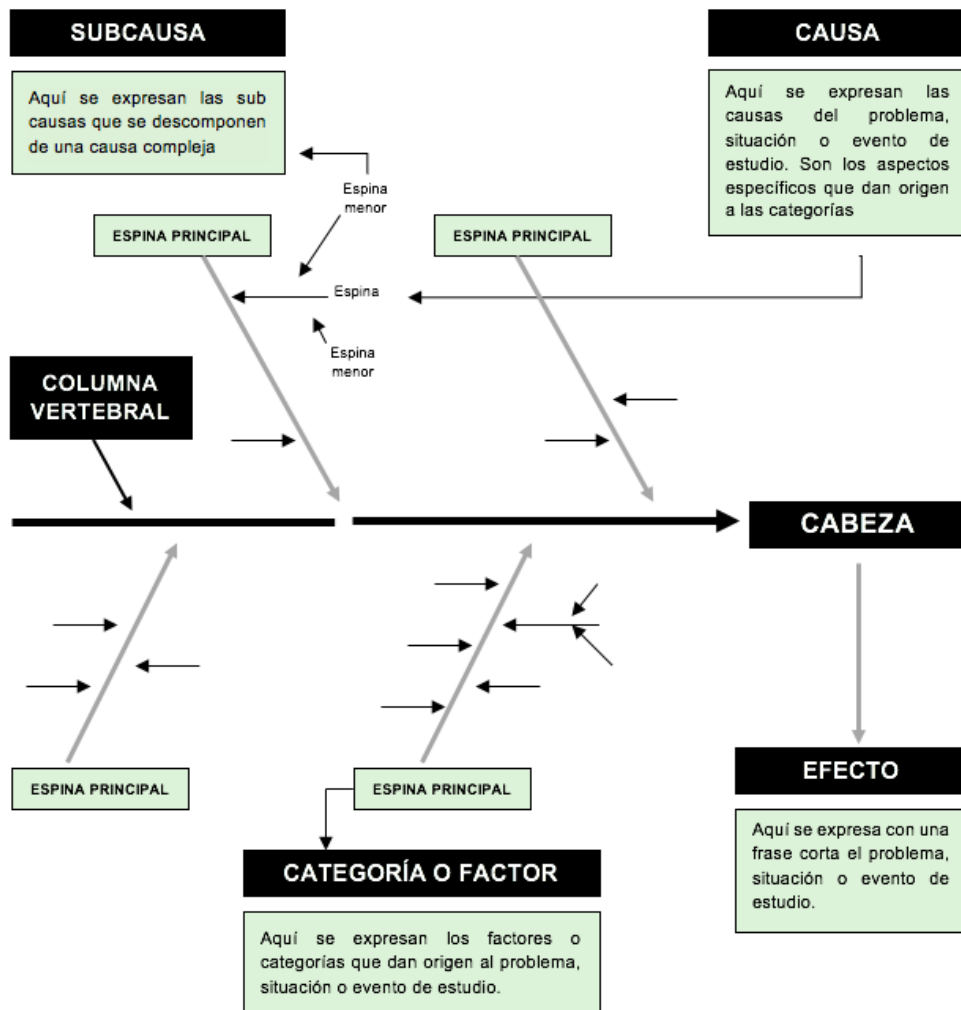 SUBCAUSA
Aquí se expresan las sub
causas que se descomponen
de una causa compleja
CAUSA
Aquí se expresan las
causas del problema,
situación o evento de
estudio. Son los aspectos
específicos que dan origen
a las categorías
Espina
menor
ESPINA PRINCIPAL
ESPINA PRINCIPAL
Espina
Espina
menor
COLUMNA
VERTEBRAL
CABEZA
ESPINA PRINCIPAL
ESPINA PRINCIPAL
EFECTO
Aquí se expresa con una
frase corta el problema,
situación o evento de
estudio.
CATEGORÍA O FACTOR
Aquí se expresan los factores o
categorías que dan origen al problema,
situación o evento de estudio.